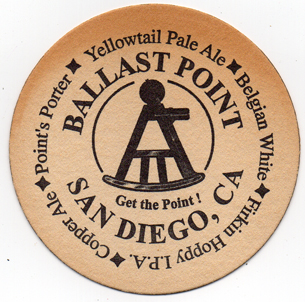 Yellowtail Pale Ale ✦ Belgian White ✦ Firkin Hoppy I.P.A. ✦ Copper Ale ✦ Point's Porter ✦
BALLAST POINT
Get the Point !
SAN DIEGO, CA